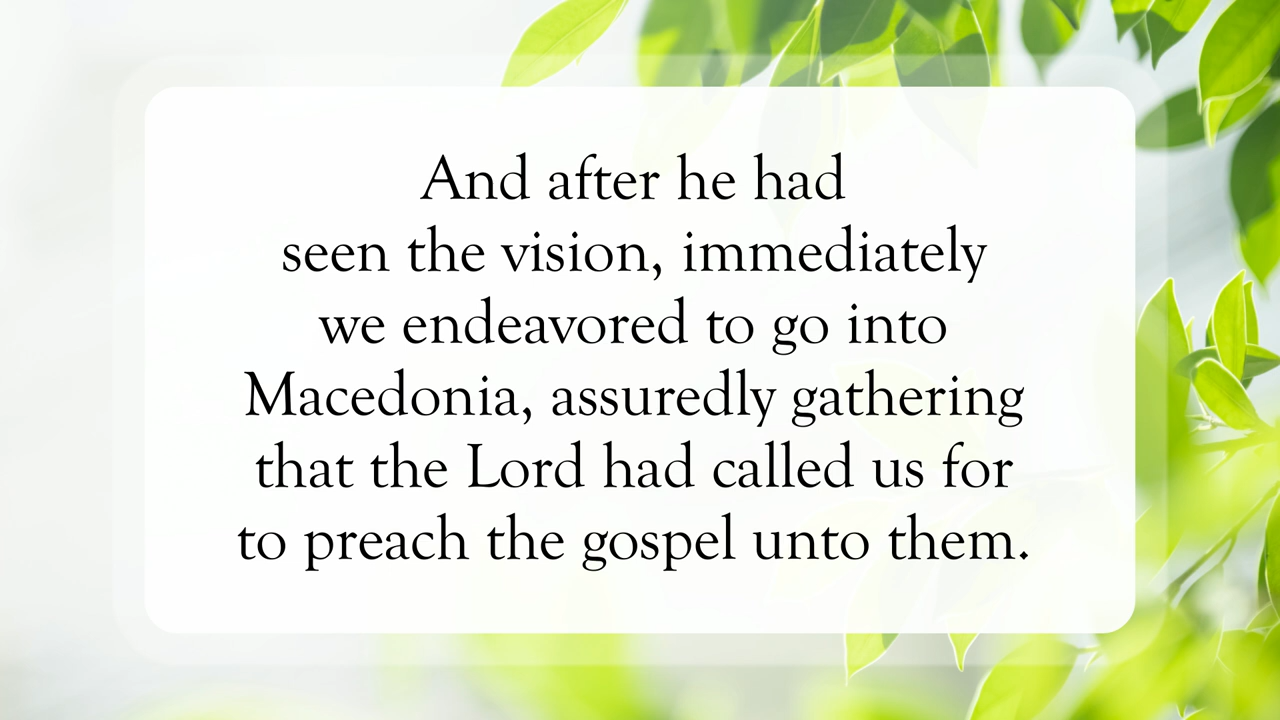 And after he had
seen the vision, immediately
we endeavored to go into
Macedonia, assuredly gathering
that the Lord had called us for
to preach the gospel unto them.